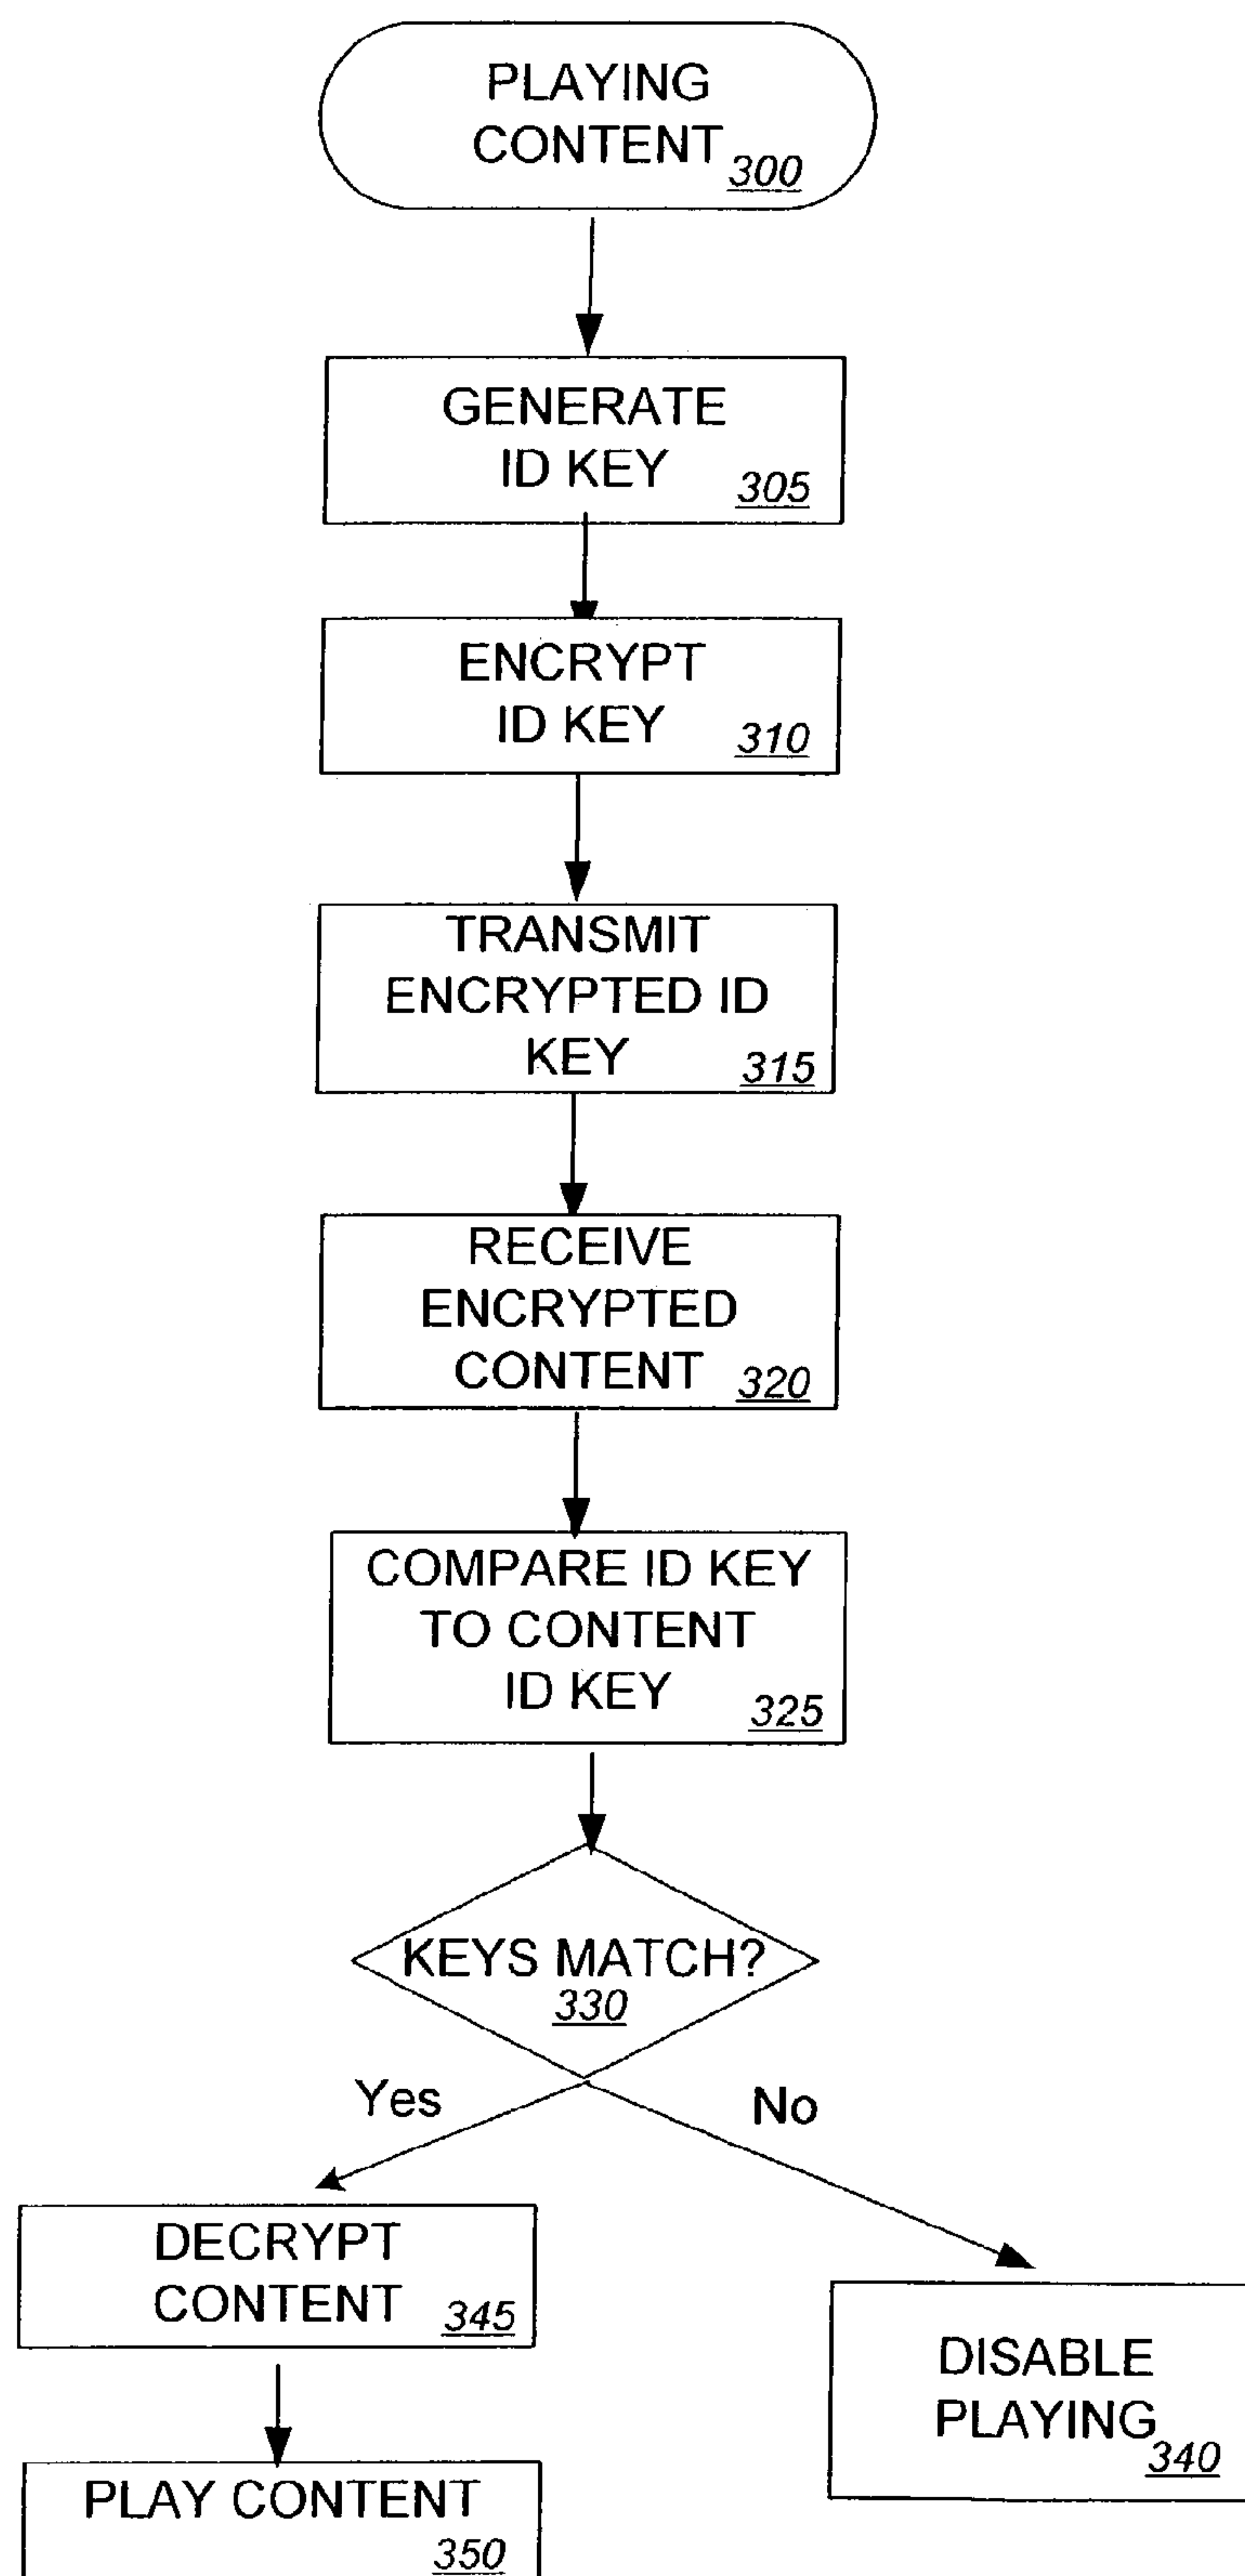 PLAYING
CONTENT 300
GENERATE
ID KEY 305
ENCRYPT
ID KEY 310
TRANSMIT
ENCRYPTED ID
KEY 315
RECEIVE
ENCRYPTED
CONTENT 320
COMPARE ID KEY
TO CONTENT
ID KEY 325
KEYS MATCH?
330
Yes
No
DECRYPT
CONTENT 345
DISABLE
PLAYING 340
PLAY CONTENT
350